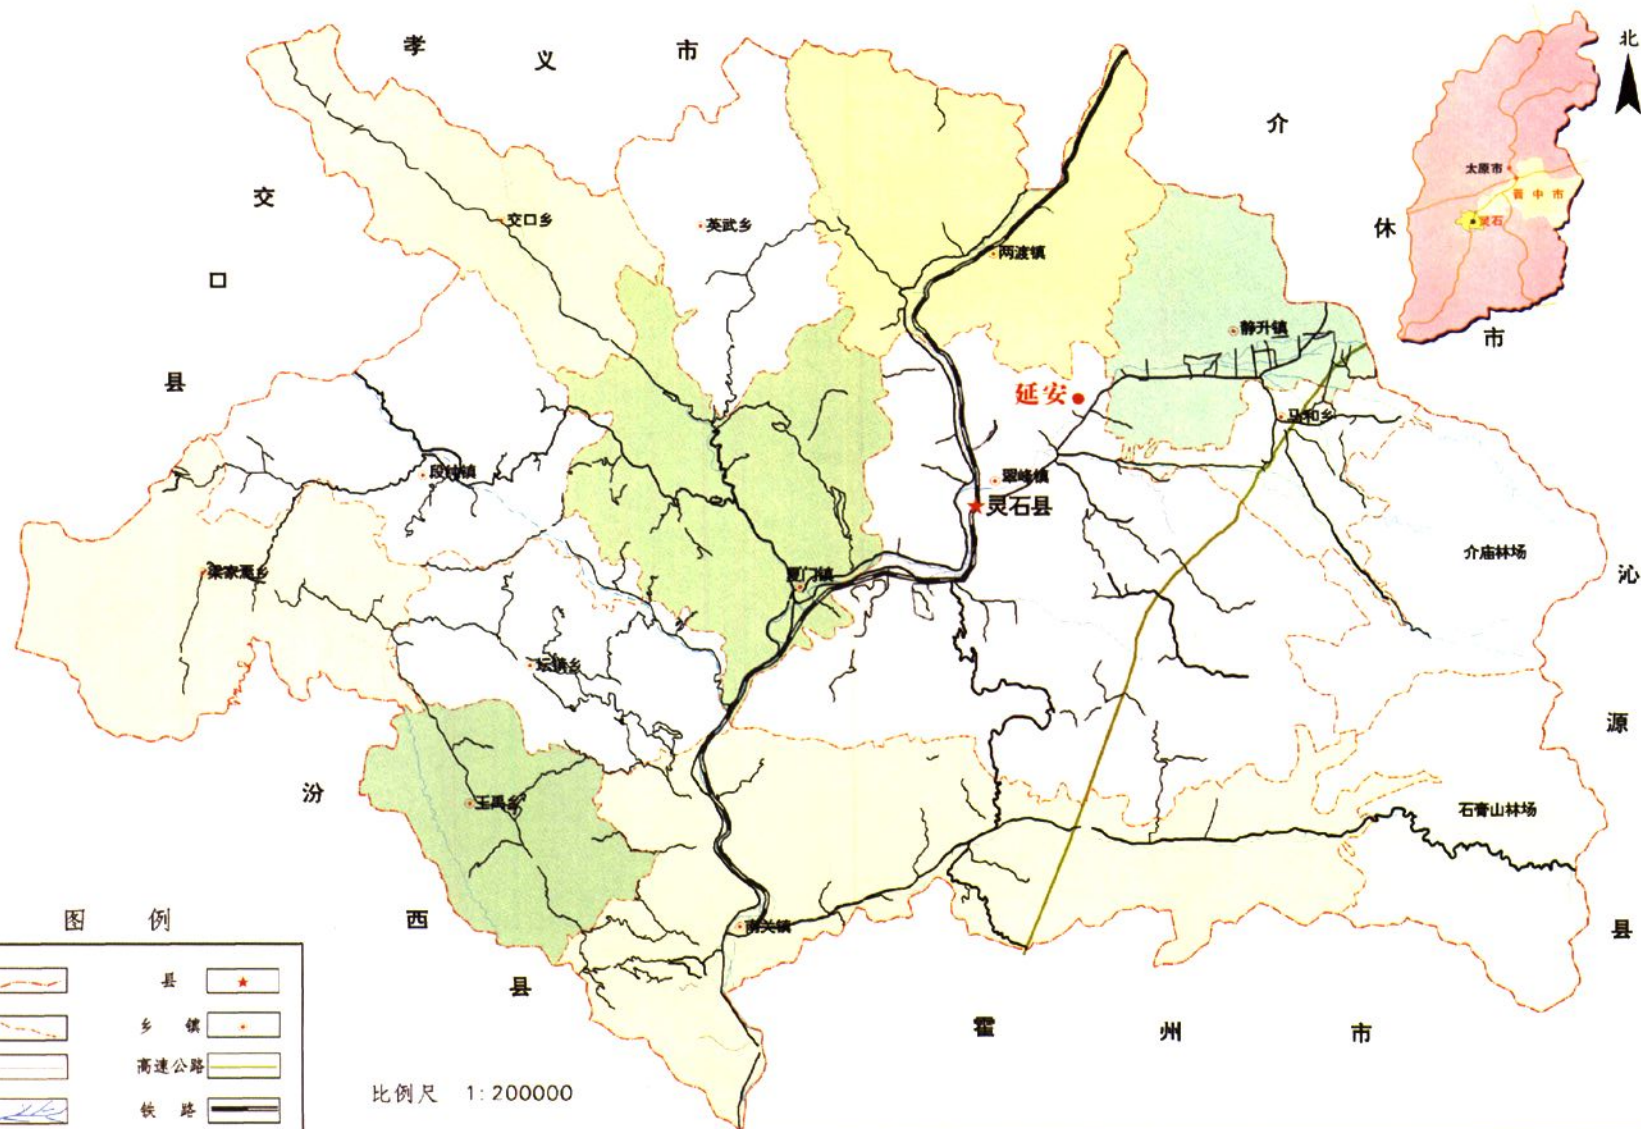 孝义市
北
介休市
交口县
太原市
晋中市
灵石
交口乡
英武乡
两渡镇
静升镇
延安
马和乡
段纯镇
翠峰镇
灵石县
介庙林场
梁家墕乡
厦门镇
沁源县
坛镇乡
汾西县
王禹乡
石膏山林场
南关镇
霍州市
图例
县
乡镇
高速公路
铁路
比例尺 1:200000